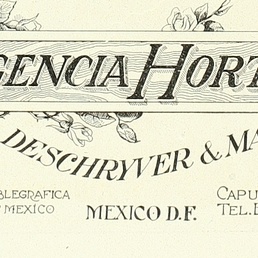 GENCIA HORT
DESCHRYVER & MA
BLEGRAFICA CAPU
MEXICO MEXICO D.F. TEL. E